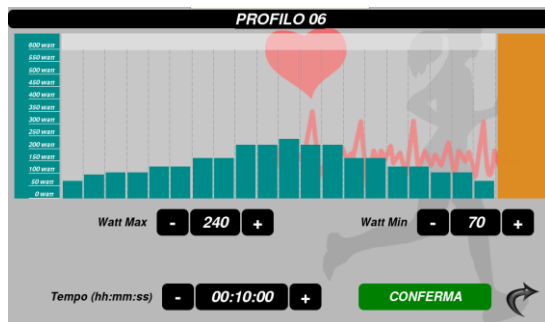 PROFILO 06
600 watt
550 watt
500 watt
450 watt
400 watt
350 watt
300 watt
250 watt
200 watt
150 watt
100 watt
50 watt
0 watt
Watt Max - 240 + Watt Min - 70 +
Tempo (hh:mm:ss) - 00:10:00 + CONFERMA